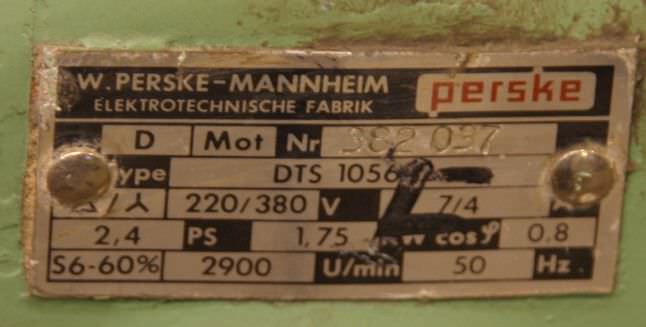 W. PERSKE-MANNHEIM perske
ELEKTROTECHNISCHE FABRIK
D Mot Nr 382 037
Type DTS 1056
△/⅄ 220/380 V 7/4 A
2,4 PS 1,75 KW cos φ 0,8
S6-60% 2900 U/min 50 Hz